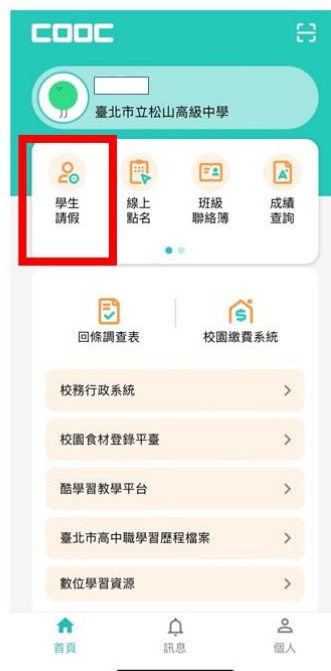 COOC
臺北市立松山高級中學
學生
請假
線上
點名
班級
聯絡簿
成績
查詢
回條調查表
校園繳費系統
校務行政系統
校園食材登錄平臺
酷學習教學平台
臺北市高中職學習歷程檔案
數位學習資源
首頁
訊息
個人